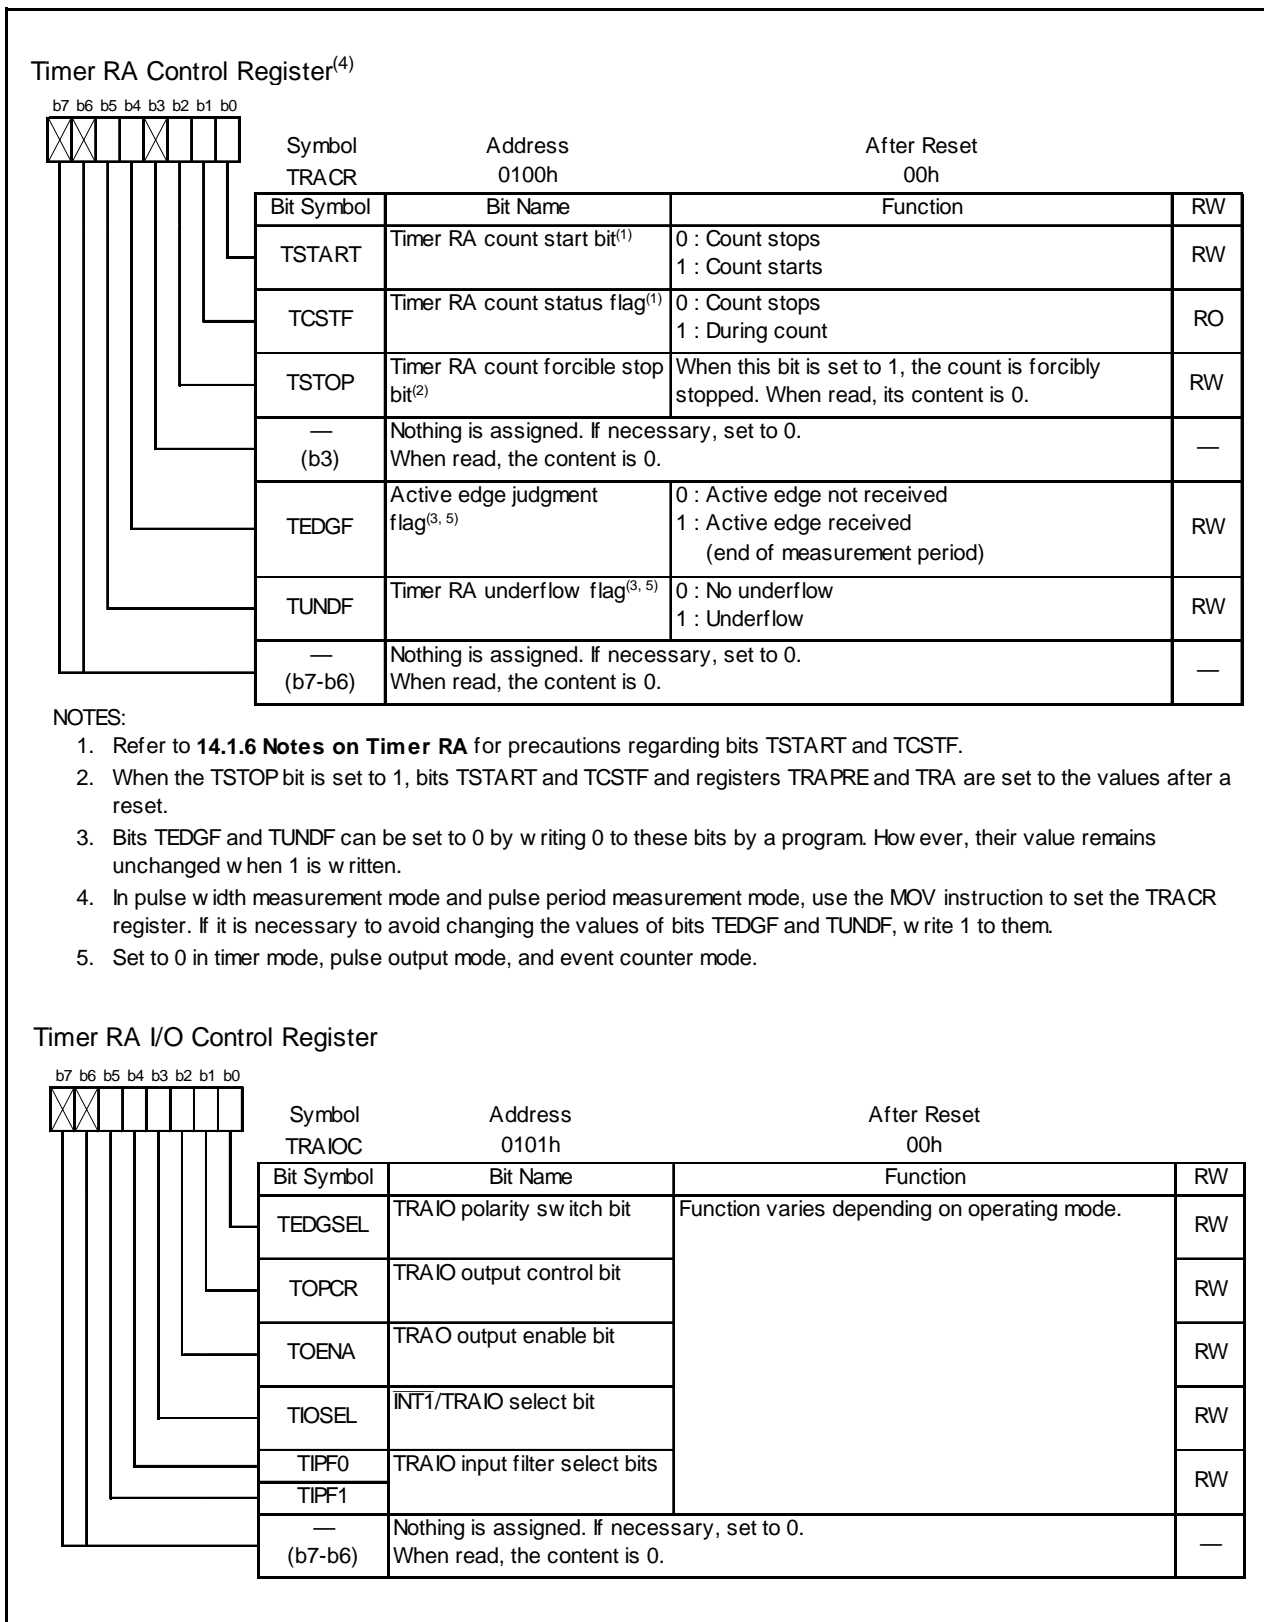 Timer RA Control Register(4)
b7 b6 b5 b4 b3 b2 b1 b0
Symbol Address After Reset
TRACR 0100h 00h
Bit Symbol Bit Name Function RW
TSTART Timer RA count start bit(1) 0 : Count stops RW
1 : Count starts
TCSTF Timer RA count status flag(1) 0 : Count stops RO
1 : During count
TSTOP Timer RA count forcible stop When this bit is set to 1, the count is forcibly RW
bit(2) stopped. When read, its content is 0.
— Nothing is assigned. If necessary, set to 0. —
(b3) When read, the content is 0.
TEDGF Active edge judgment 0 : Active edge not received RW
flag(3, 5) 1 : Active edge received
(end of measurement period)
TUNDF Timer RA underflow flag(3, 5) 0 : No underflow RW
1 : Underflow
— Nothing is assigned. If necessary, set to 0. —
(b7-b6) When read, the content is 0.
NOTES:
1. Refer to 14.1.6 Notes on Timer RA for precautions regarding bits TSTART and TCSTF.
2. When the TSTOP bit is set to 1, bits TSTART and TCSTF and registers TRAPRE and TRA are set to the values after a
reset.
3. Bits TEDGF and TUNDF can be set to 0 by writing 0 to these bits by a program. However, their value remains
unchanged when 1 is written.
4. In pulse width measurement mode and pulse period measurement mode, use the MOV instruction to set the TRACR
register. If it is necessary to avoid changing the values of bits TEDGF and TUNDF, write 1 to them.
5. Set to 0 in timer mode, pulse output mode, and event counter mode.
Timer RA I/O Control Register
b7 b6 b5 b4 b3 b2 b1 b0
Symbol Address After Reset
TRAIOC 0101h 00h
Bit Symbol Bit Name Function RW
TEDGSEL TRAIO polarity switch bit Function varies depending on operating mode. RW
TOPCR TRAIO output control bit RW
TOENA TRAO output enable bit RW
TIOSEL INT1/TRAIO select bit RW
TIPF0 TRAIO input filter select bits RW
TIPF1
— Nothing is assigned. If necessary, set to 0. —
(b7-b6) When read, the content is 0.